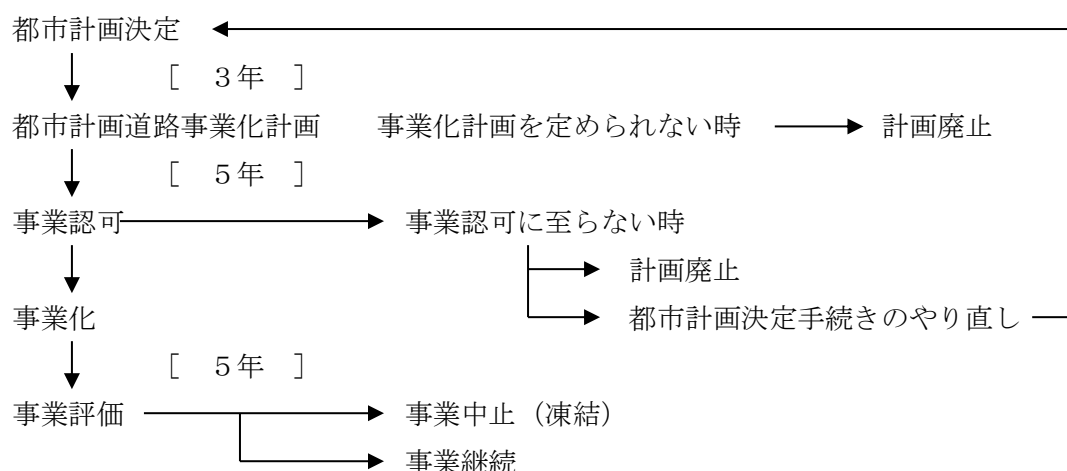 都市計画決定
［　３年　］
都市計画道路事業化計画　　事業化計画を定められない時　　計画廃止
［　５年　］
事業認可　　事業認可に至らない時
計画廃止
事業化　　都市計画決定手続きのやり直し
［　５年　］
事業評価　　事業中止（凍結）
事業継続